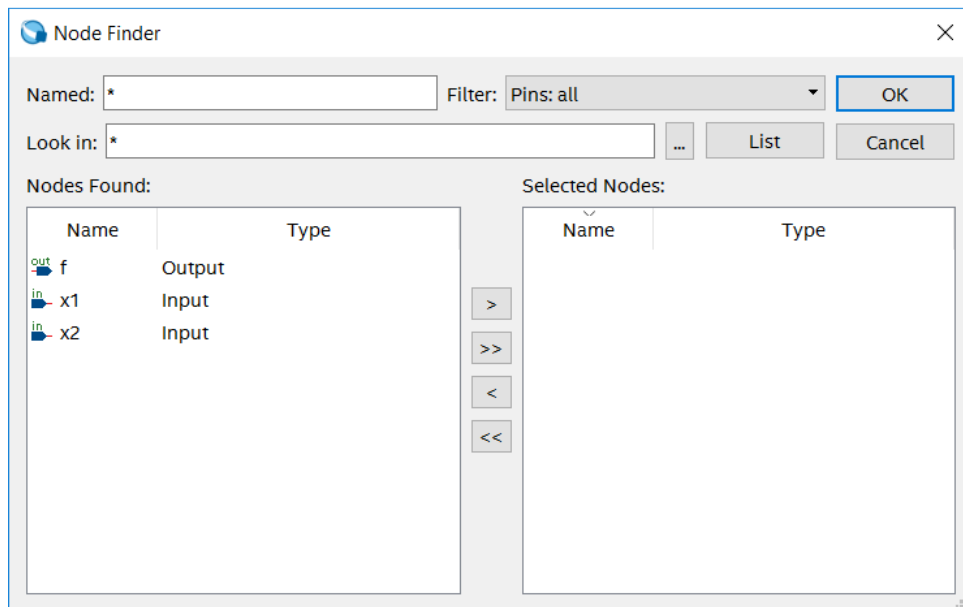 Node Finder
Named: * Filter: Pins: all OK
Look in: * ... List Cancel
Nodes Found: Selected Nodes:
Name Type Name Type
out f Output
in x1 Input >
in x2 Input
>>
<
<<